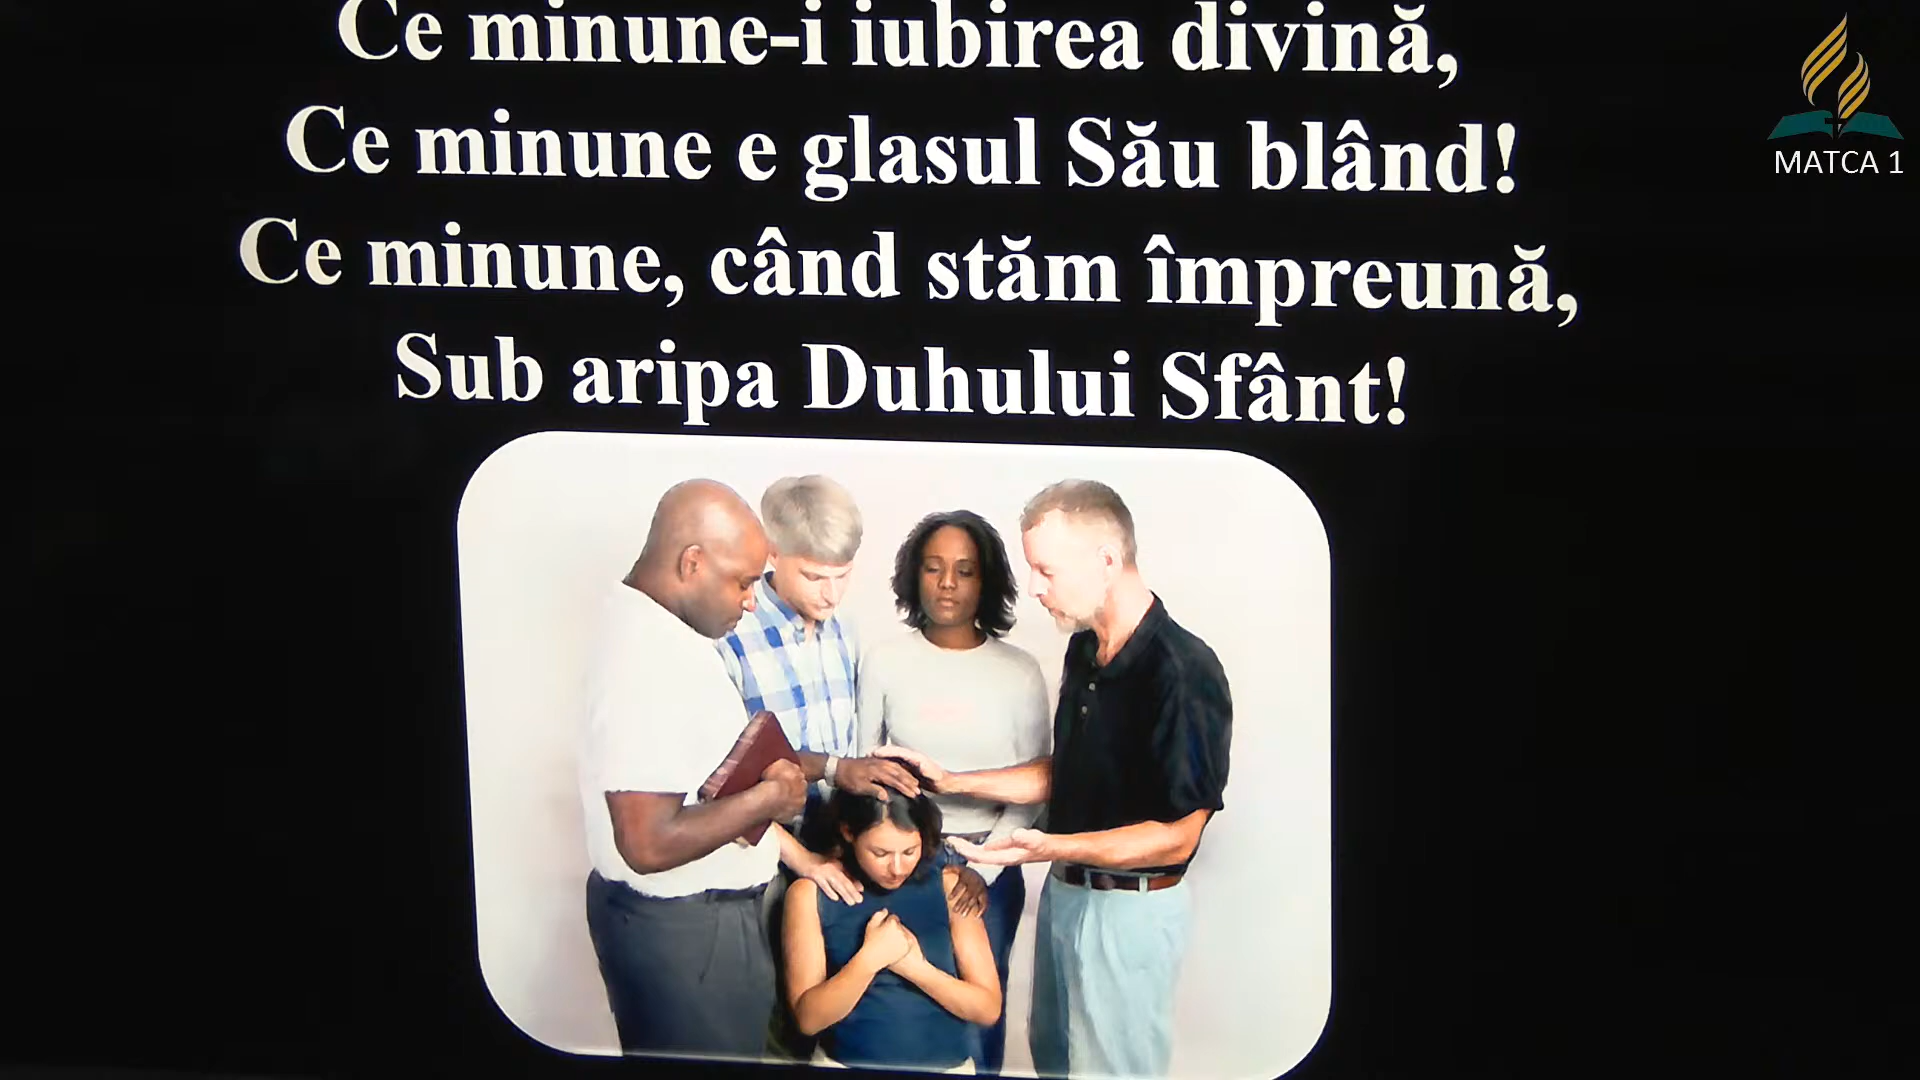 Ce minune-i iubirea divină,
Ce minune e glasul Său blând!
Ce minune, când stăm împreună,
Sub aripa Duhului Sfânt!
MATCA 1